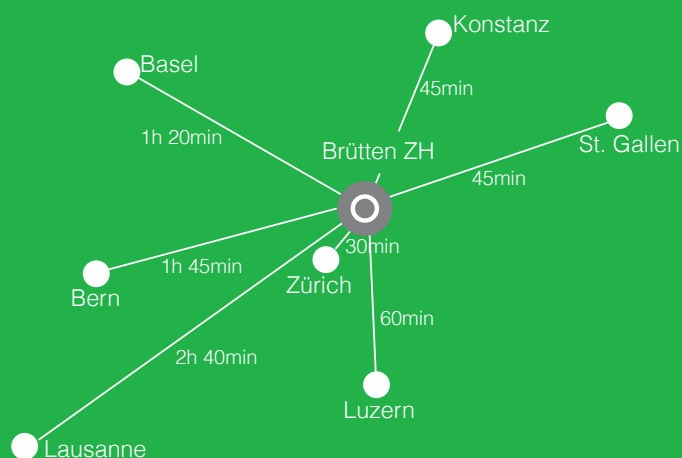 Konstanz
Basel
45min
1h 20min
St. Gallen
Brütten ZH
45min
30min
1h 45min
Zürich
Bern
60min
2h 40min
Luzern
Lausanne